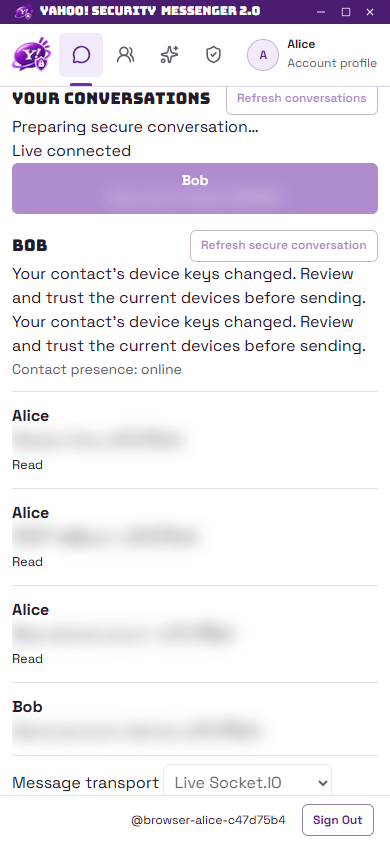 YAHOO! SECURITY MESSENGER 2.0
Y!
A
Alice
Account profile
YOUR CONVERSATIONS
Refresh conversations
Preparing secure conversation…
Live connected
Bob
BOB
Refresh secure conversation
Your contact's device keys changed. Review
and trust the current devices before sending.
Your contact's device keys changed. Review
and trust the current devices before sending.
Contact presence: online
Alice
Read
Alice
Read
Alice
Read
Bob
Message transport
Live Socket.IO
@browser-alice-c47d75b4
Sign Out